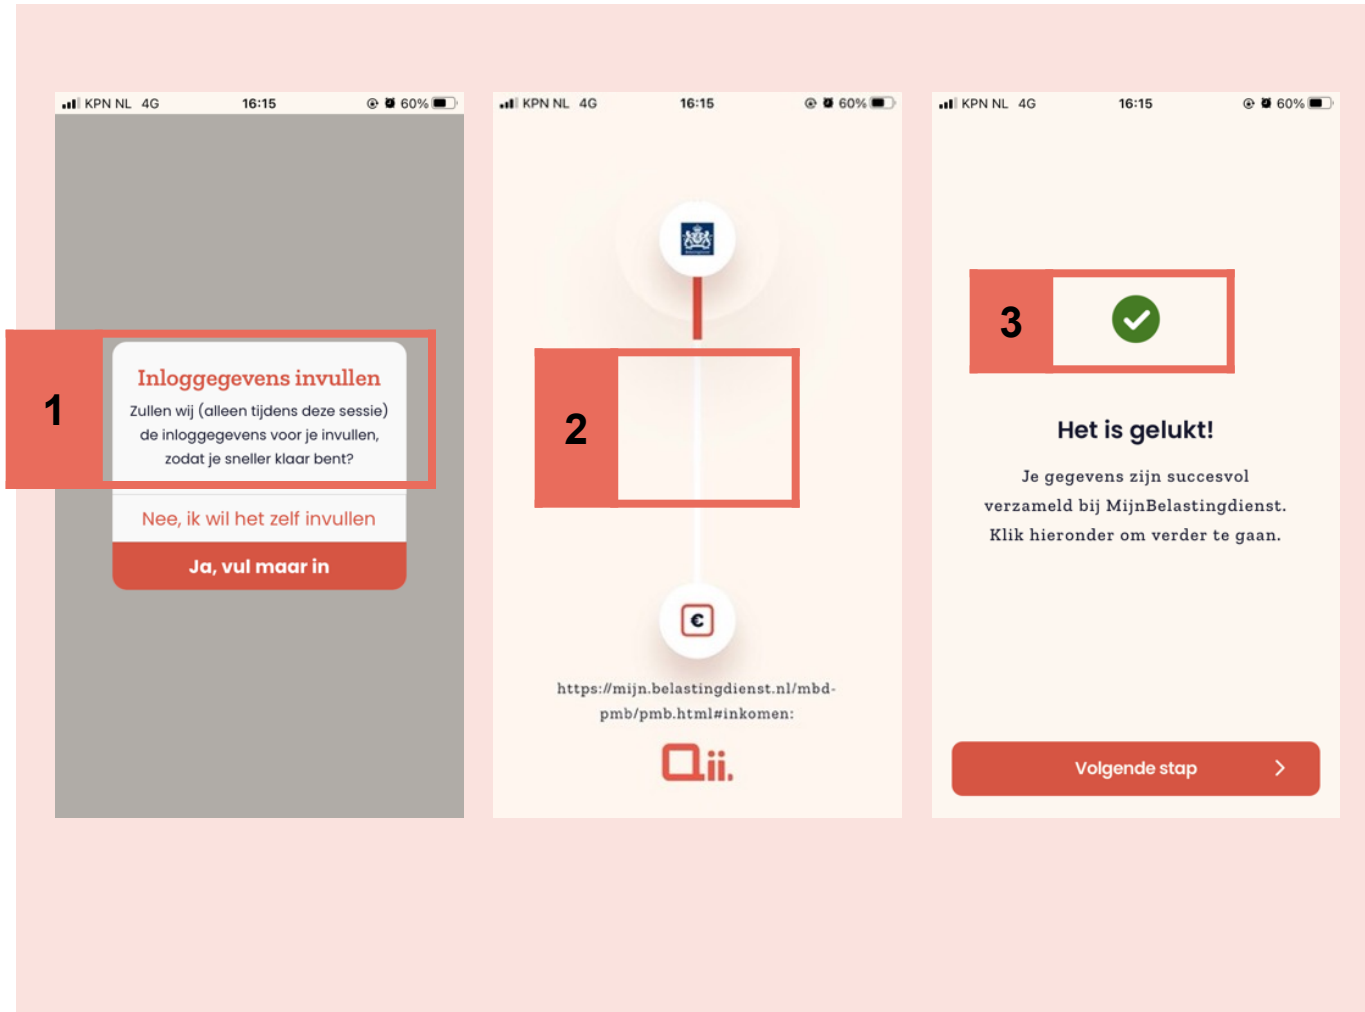 KPN NL 4G 16:15 60%
1
Inloggegevens invullen
Zullen wij (alleen tijdens deze sessie)
de inloggegevens voor je invullen,
zodat je sneller klaar bent?
Nee, ik wil het zelf invullen
Ja, vul maar in
KPN NL 4G 16:15 60%
2
€
https://mijn.belastingdienst.nl/mbd-
pmb/pmb.html#inkomen:
Qii.
KPN NL 4G 16:15 60%
3
Het is gelukt!
Je gegevens zijn succesvol
verzameld bij MijnBelastingdienst.
Klik hieronder om verder te gaan.
Volgende stap